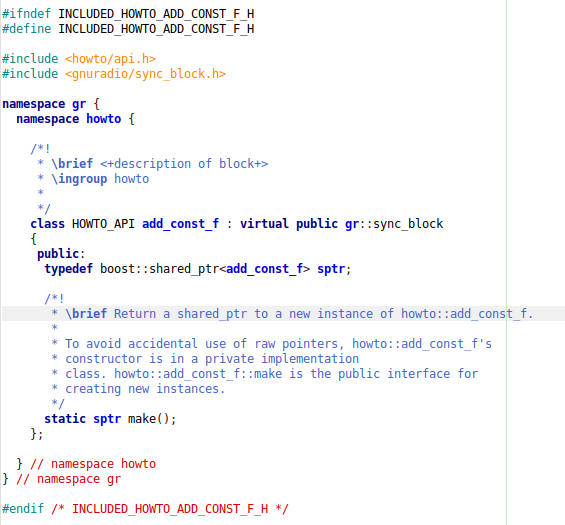 #ifndef INCLUDED_HOWTO_ADD_CONST_F_H
#define INCLUDED_HOWTO_ADD_CONST_F_H

#include <howto/api.h>
#include <gnuradio/sync_block.h>

namespace gr {
  namespace howto {

    /*!
     * \brief <+description of block+>
     * \ingroup howto
     *
     */
    class HOWTO_API add_const_f : virtual public gr::sync_block
    {
     public:
      typedef boost::shared_ptr<add_const_f> sptr;

      /*!
       * \brief Return a shared_ptr to a new instance of howto::add_const_f.
       *
       * To avoid accidental use of raw pointers, howto::add_const_f's
       * constructor is in a private implementation
       * class. howto::add_const_f::make is the public interface for
       * creating new instances.
       */
      static sptr make();
    };

  } // namespace howto
} // namespace gr

#endif /* INCLUDED_HOWTO_ADD_CONST_F_H */